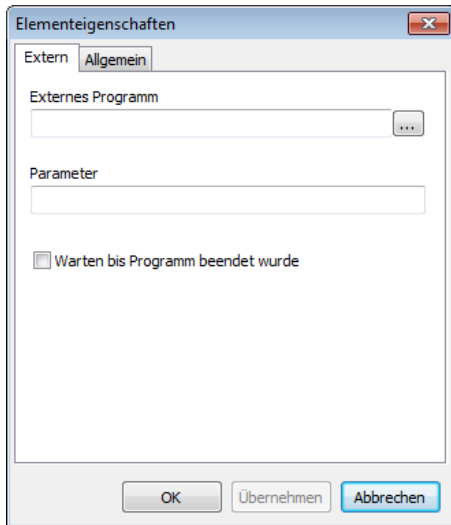 Elementeigenschaften
Extern Allgemein
Externes Programm
...
Parameter
Warten bis Programm beendet wurde
OK Übernehmen Abbrechen